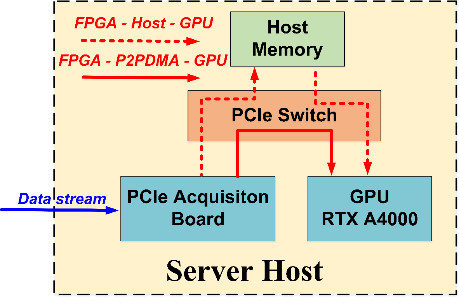 FPGA - Host - GPU
FPGA - P2PDMA - GPU
Host
Memory
PCIe Switch
Data stream
PCIe Acquisiton
Board
GPU
RTX A4000
Server Host